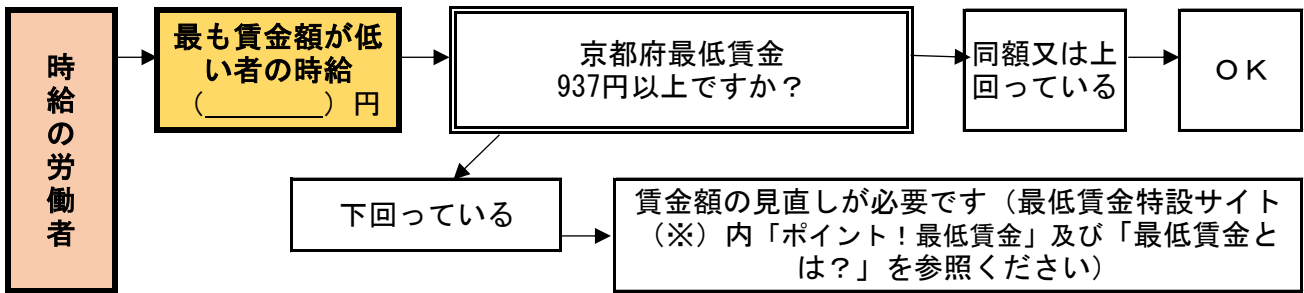 時給の労働者
最も賃金額が低
い者の時給
（＿＿＿＿）円
京都府最低賃金
937円以上ですか？
同額又は上
回っている
ＯＫ
下回っている
賃金額の見直しが必要です（最低賃金特設サイト
（※）内「ポイント！最低賃金」及び「最低賃金と
は？」を参照ください）